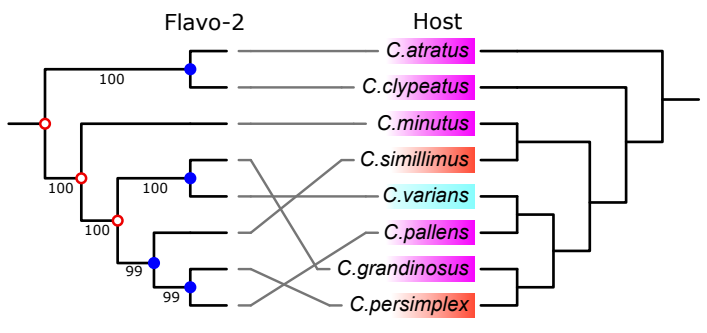 Flavo-2 Host
C.atratus
100
C.clypeatus
C.minutus
C.simillimus
100
100
C.varians
100
C.pallens
99
C.grandinosus
99
C.persimplex